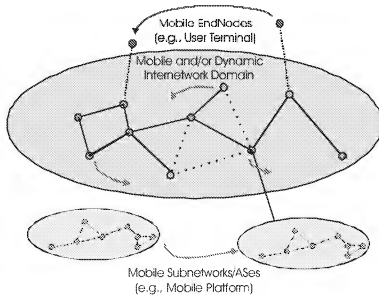 Mobile EndNodes
(e.g., User Terminal)
Mobile and/or Dynamic
Internetwork Domain
Mobile Subnetworks/ASes
(e.g., Mobile Platform)